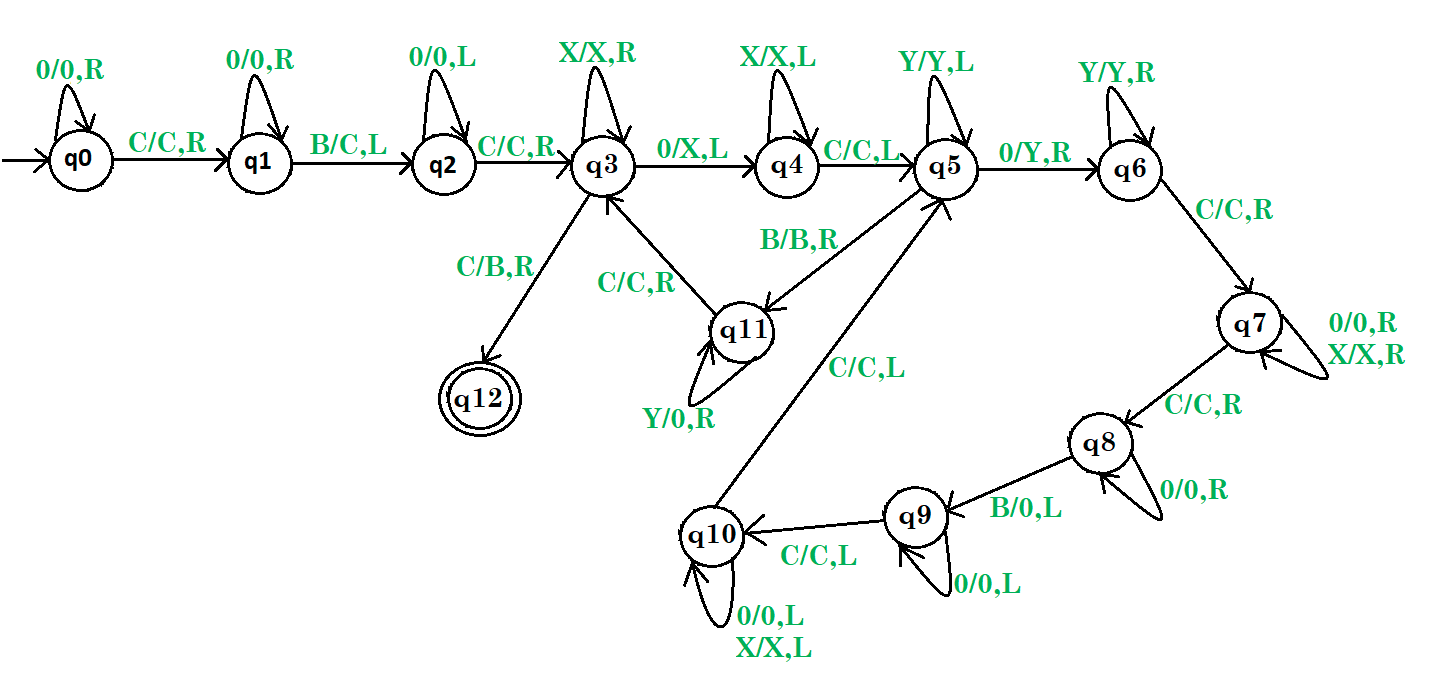 0/0,R
0/0,R
0/0,L
X/X,R
X/X,L
Y/Y,L
Y/Y,R
q0
C/C,R
q1
B/C,L
q2
C/C,R
q3
0/X,L
q4
C/C,L
q5
0/Y,R
q6
C/C,R
B/B,R
C/B,R
C/C,R
q11
q7
0/0,R
X/X,R
q12
Y/0,R
C/C,L
C/C,R
q8
0/0,R
B/0,L
q9
q10
C/C,L
0/0,L
0/0,L
X/X,L